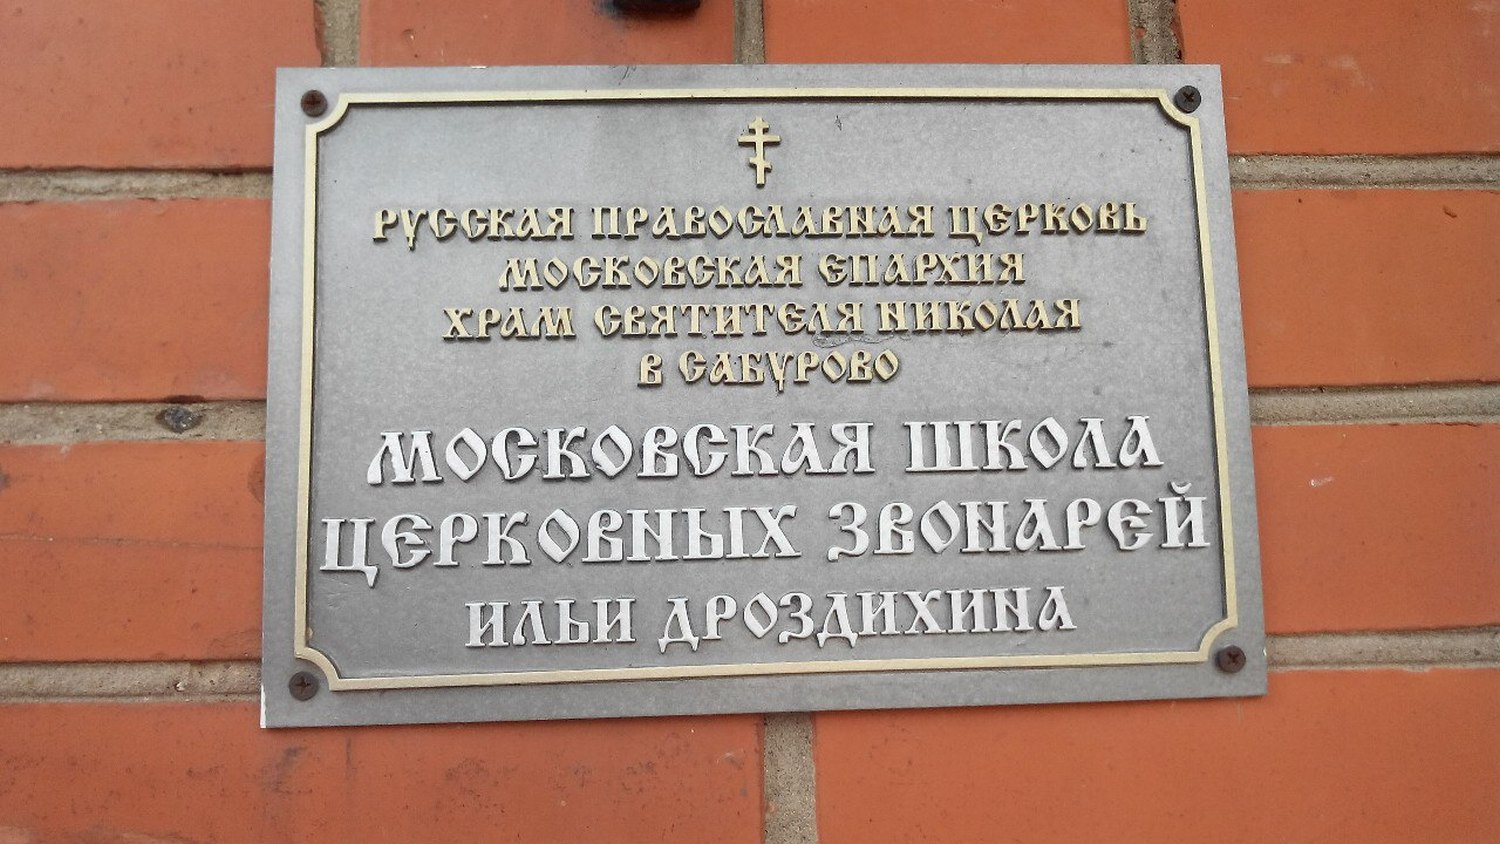 РУССКАЯ ПРАВОСЛАВНАЯ ЦЕРКОВЬ
МОСКОВСКАЯ ЕПАРХИЯ
ХРАМ СВЯТИТЕЛЯ НИКОЛАЯ
В САБУРОВО
МОСКОВСКАЯ ШКОЛА
ЦЕРКОВНЫХ ЗВОНАРЕЙ
ИЛЬИ ДРОЗДИХИНА